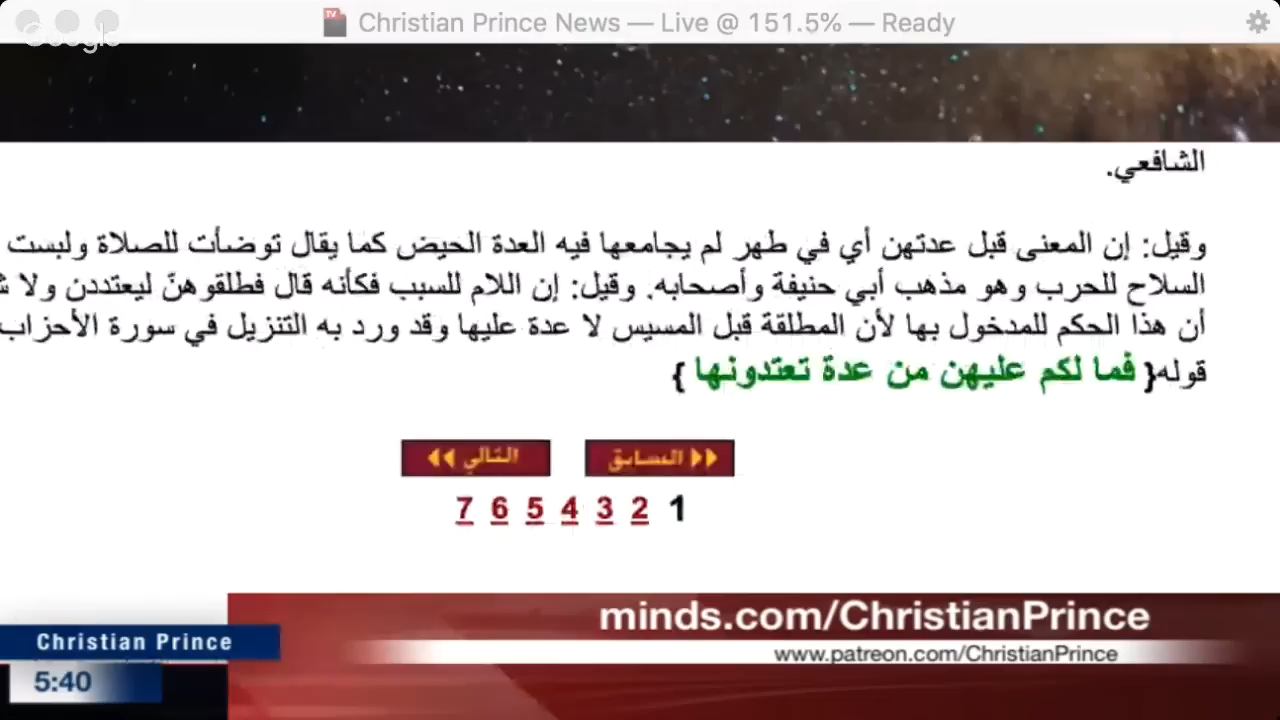 Christian Prince News — Live @ 151.5% — Ready
Google
الشافعي.
وقيل: إن المعنى قبل عدتهن أي في طهر لم يجامعها فيه العدة الحيض كما يقال توضأت للصلاة ولبست
السلاح للحرب وهو مذهب أبي حنيفة وأصحابه. وقيل: إن اللام للسبب فكأنه قال فطلقوهنّ ليعتددن ولا
أن هذا الحكم للمدخول بها لأن المطلقة قبل المسيس لا عدة عليها وقد ورد به التنزيل في سورة الأحزاب
قوله{ فما لكم عليهن من عدة تعتدونها }
السابق التالي
1 2 3 4 5 6 7
minds.com/ChristianPrince
Christian Prince
www.patreon.com/ChristianPrince
5:40